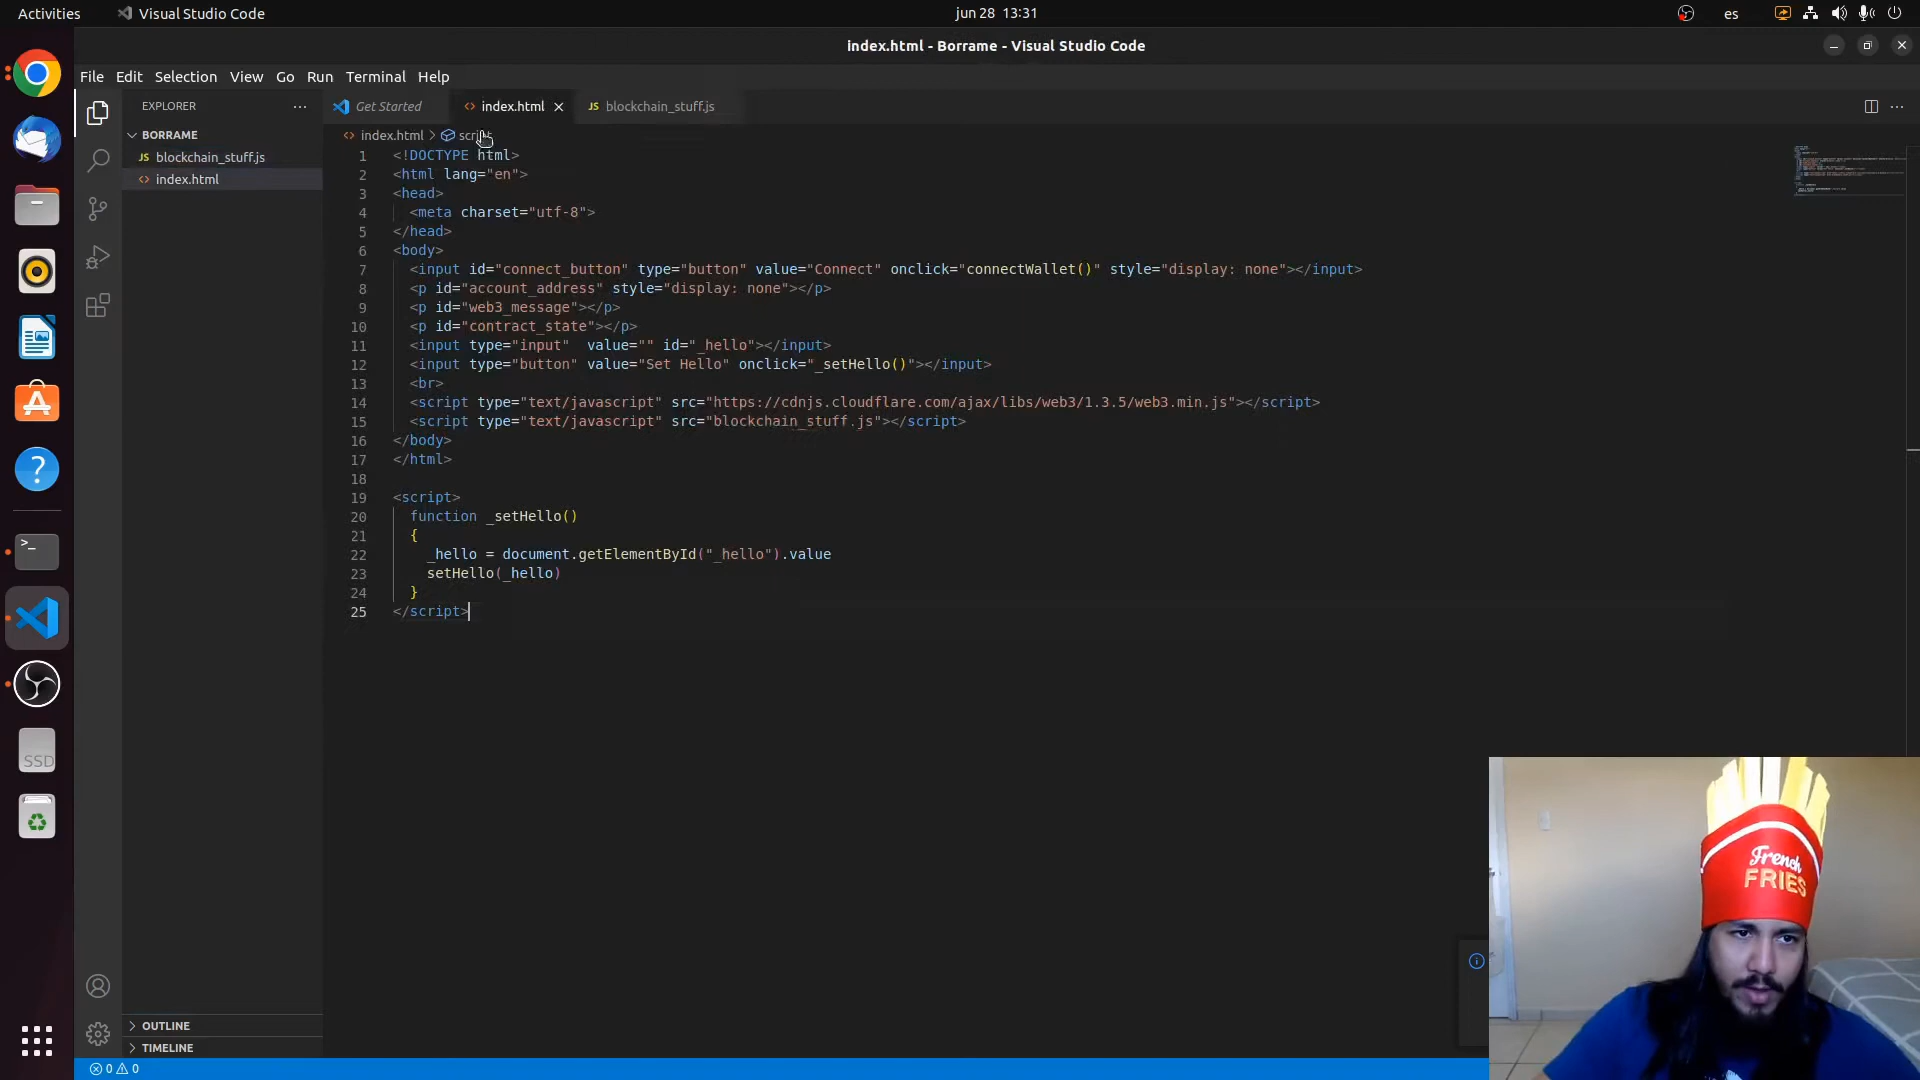 Activities
Visual Studio Code
jun 28 13:31
es
index.html - Borrame - Visual Studio Code
File Edit Selection View Go Run Terminal Help
EXPLORER
Get Started
index.html
JS blockchain_stuff.js
BORRAME
index.html
JS blockchain_stuff.js
index.html
1 <!DOCTYPE html>
2 <html lang="en">
3 <head>
4 <meta charset="utf-8">
5 </head>
6 <body>
7 <input id="connect_button" type="button" value="Connect" onclick="connectWallet()" style="display: none"></input>
8 <p id="account_address" style="display: none"></p>
9 <p id="web3_message"></p>
10 <p id="contract_state"></p>
11 <input type="input"  value="" id="_hello"></input>
12 <input type="button" value="Set Hello" onclick="_setHello()"></input>
13 <br>
14 <script type="text/javascript" src="https://cdnjs.cloudflare.com/ajax/libs/web3/1.3.5/web3.min.js"></script>
15 <script type="text/javascript" src="blockchain_stuff.js"></script>
16 </body>
17 </html>
18
19 <script>
20 function _setHello()
21 {
22 _hello = document.getElementById("_hello").value
23 setHello(_hello)
24 }
25 </script>
SSD
French
FRIES
OUTLINE
TIMELINE
0 0